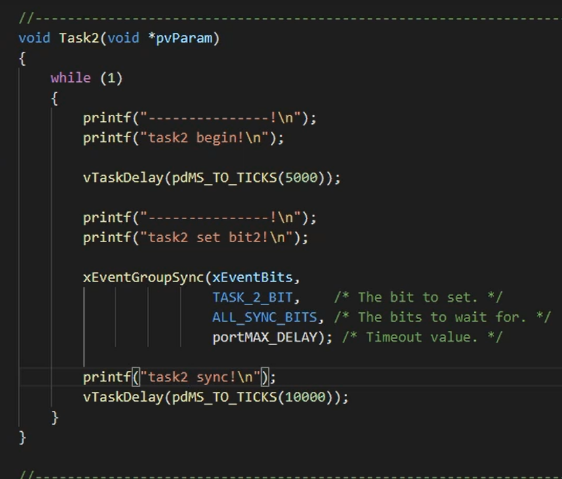 //-----------------------------------------------------------------
void Task2(void *pvParam)
{
    while (1)
    {
        printf("---------------!\n");
        printf("task2 begin!\n");
        vTaskDelay(pdMS_TO_TICKS(5000));
        printf("---------------!\n");
        printf("task2 set bit2!\n");
        xEventGroupSync(xEventBits,
                        TASK_2_BIT,    /* The bit to set. */
                        ALL_SYNC_BITS, /* The bits to wait for. */
                        portMAX_DELAY); /* Timeout value. */
        printf("task2 sync!\n");
        vTaskDelay(pdMS_TO_TICKS(10000));
    }
}
//-----------------------------------------------------------------